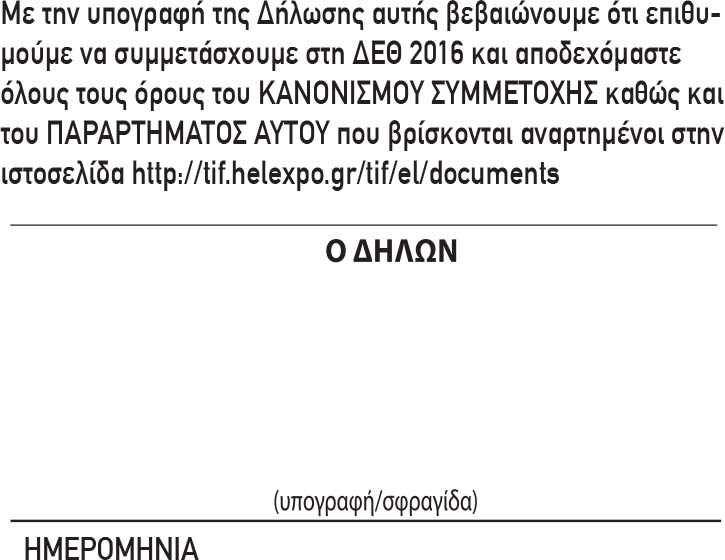 Με την υπογραφή της Δήλωσης αυτής βεβαιώνουμε ότι επιθυ-
μούμε να συμμετάσχουμε στη ΔΕΘ 2016 και αποδεχόμαστε
όλους τους όρους του ΚΑΝΟΝΙΣΜΟΥ ΣΥΜΜΕΤΟΧΗΣ καθώς και
του ΠΑΡΑΡΤΗΜΑΤΟΣ ΑΥΤΟΥ που βρίσκονται αναρτημένοι στην
ιστοσελίδα http://tif.helexpo.gr/tif/el/documents
Ο ΔΗΛΩΝ
(υπογραφή/σφραγίδα)
ΗΜΕΡΟΜΗΝΙΑ